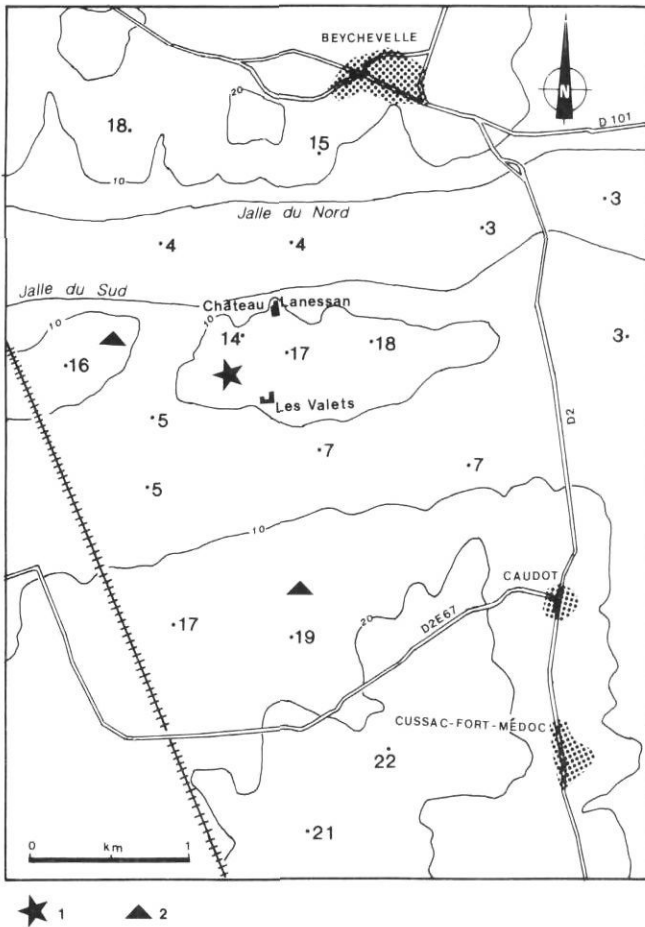 BEYCHEVELLE
N
20
18
15
D 101
10
3
Jalle du Nord
3
4
4
Jalle du Sud
Château Lanessan
10
10
14
17
18
3
16
Les Valets
5
D2
7
7
5
10
CAUDOT
17
19
20
D2E67
CUSSAC-FORT-MÉDOC
22
21
0 km 1
1 2